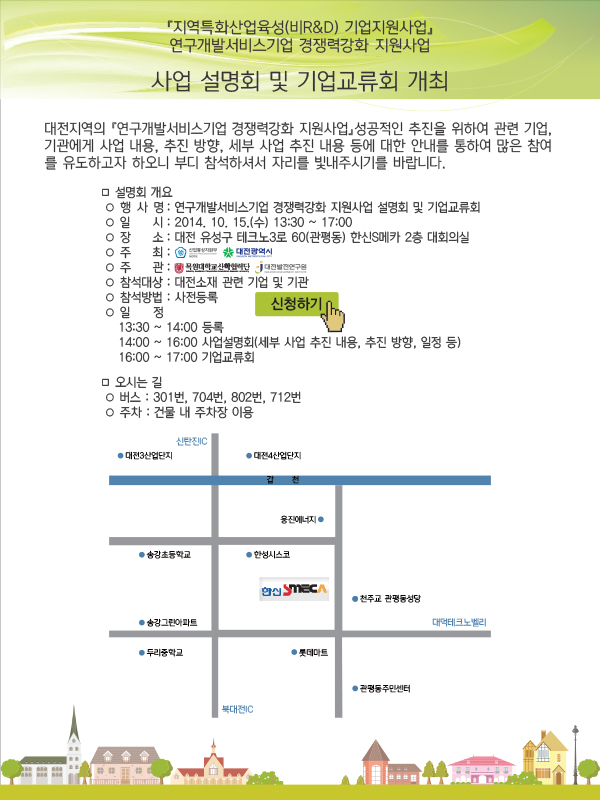 『지역특화산업육성(비R&D) 기업지원사업』
연구개발서비스기업 경쟁력강화 지원사업
사업 설명회 및 기업교류회 개최
대전지역의 『연구개발서비스기업 경쟁력강화 지원사업』성공적인 추진을 위하여 관련 기업,
기관에게 사업 내용, 추진 방향, 세부 사업 추진 내용 등에 대한 안내를 통하여 많은 참여
를 유도하고자 하오니 부디 참석하셔서 자리를 빛내주시기를 바랍니다.
□ 설명회 개요
○ 행 사 명 : 연구개발서비스기업 경쟁력강화 지원사업 설명회 및 기업교류회
○ 일 시 : 2014. 10. 15.(수) 13:30 ~ 17:00
○ 장 소 : 대전 유성구 테크노3로 60(관평동) 한신S메카 2층 대회의실
○ 주 최 : 산업통상자원부 대전광역시
○ 주 관 : 목원대학교산학협력단 대전발전연구원
○ 참석대상 : 대전소재 관련 기업 및 기관
○ 참석방법 : 사전등록
신청하기
○ 일 정
13:30 ~ 14:00 등록
14:00 ~ 16:00 사업설명회(세부 사업 추진 내용, 추진 방향, 일정 등)
16:00 ~ 17:00 기업교류회
□ 오시는 길
○ 버스 : 301번, 704번, 802번, 712번
○ 주차 : 건물 내 주차장 이용
신탄진IC
대전3산업단지
대전4산업단지
갑 천
웅진에너지
송강초등학교
한성시스코
한신 SMECA
천주교 관평동성당
송강그린아파트
대덕테크노벨리
두리중학교
롯데마트
관평동주민센터
북대전IC